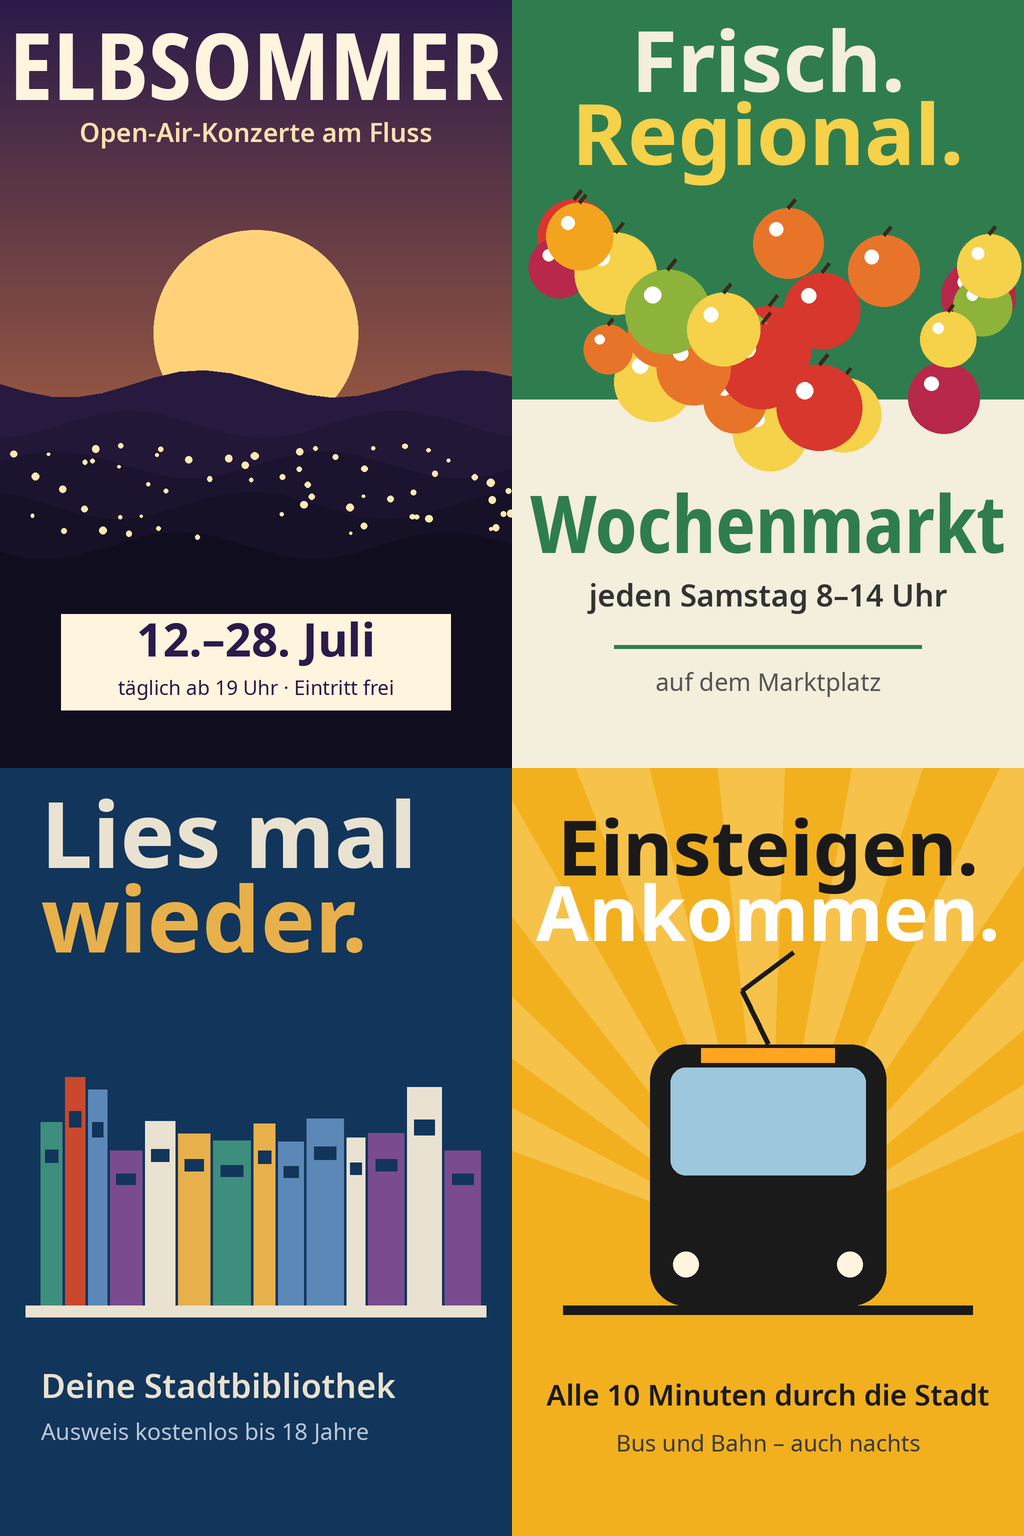 ELBSOMMER
Open-Air-Konzerte am Fluss
12.–28. Juli
täglich ab 19 Uhr · Eintritt frei
Frisch.
Regional.
Wochenmarkt
jeden Samstag 8–14 Uhr
auf dem Marktplatz
Lies mal
wieder.
Deine Stadtbibliothek
Ausweis kostenlos bis 18 Jahre
Einsteigen.
Ankommen.
Alle 10 Minuten durch die Stadt
Bus und Bahn – auch nachts